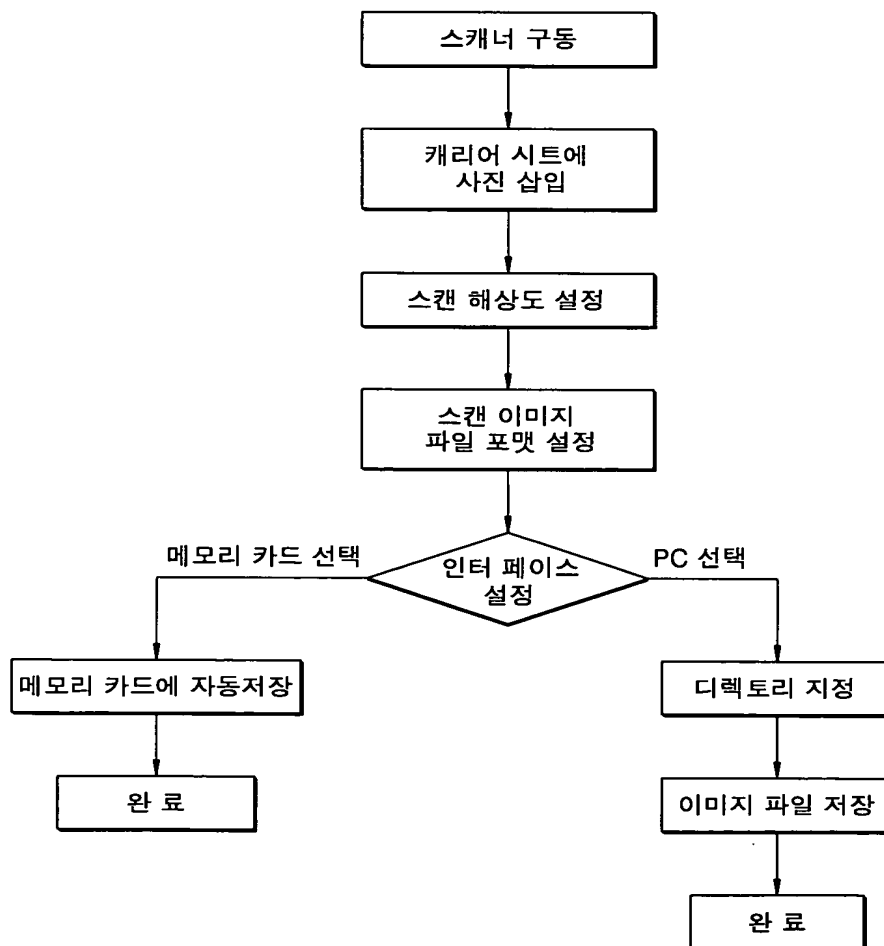 스캐너 구동
캐리어 시트에
사진 삽입
스캔 해상도 설정
스캔 이미지
파일 포맷 설정
인터 페이스
설정
메모리 카드 선택
PC 선택
메모리 카드에 자동저장
완 료
디렉토리 지정
이미지 파일 저장
완 료